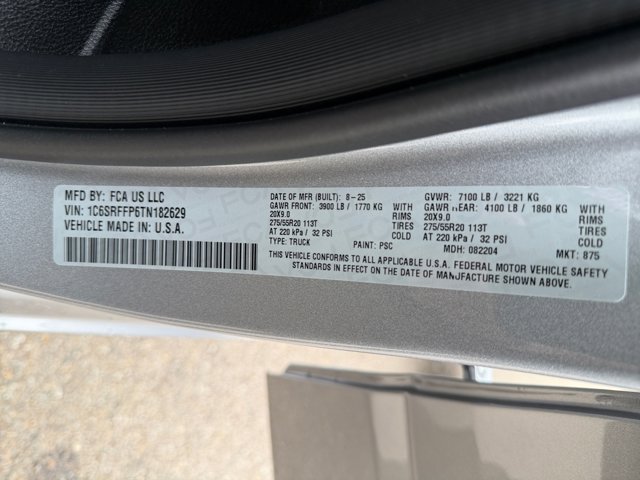 MFD BY: FCA US LLC
VIN: 1C6SRFFP6TN182629
VEHICLE MADE IN: U.S.A.
DATE OF MFR (BUILT): 8-25 GVWR: 7100 LB / 3221 KG
GAWR FRONT: 3900 LB / 1770 KG WITH GAWR REAR: 4100 LB / 1860 KG WITH
20X9.0 RIMS 20X9.0 RIMS
275/55R20 113T TIRES 275/55R20 113T TIRES
AT 220 kPa / 32 PSI COLD AT 220 kPa / 32 PSI COLD
TYPE: TRUCK PAINT: PSC MDH: 082204 MKT: 875
THIS VEHICLE CONFORMS TO ALL APPLICABLE U.S.A. FEDERAL MOTOR VEHICLE SAFETY
STANDARDS IN EFFECT ON THE DATE OF MANUFACTURE SHOWN ABOVE.